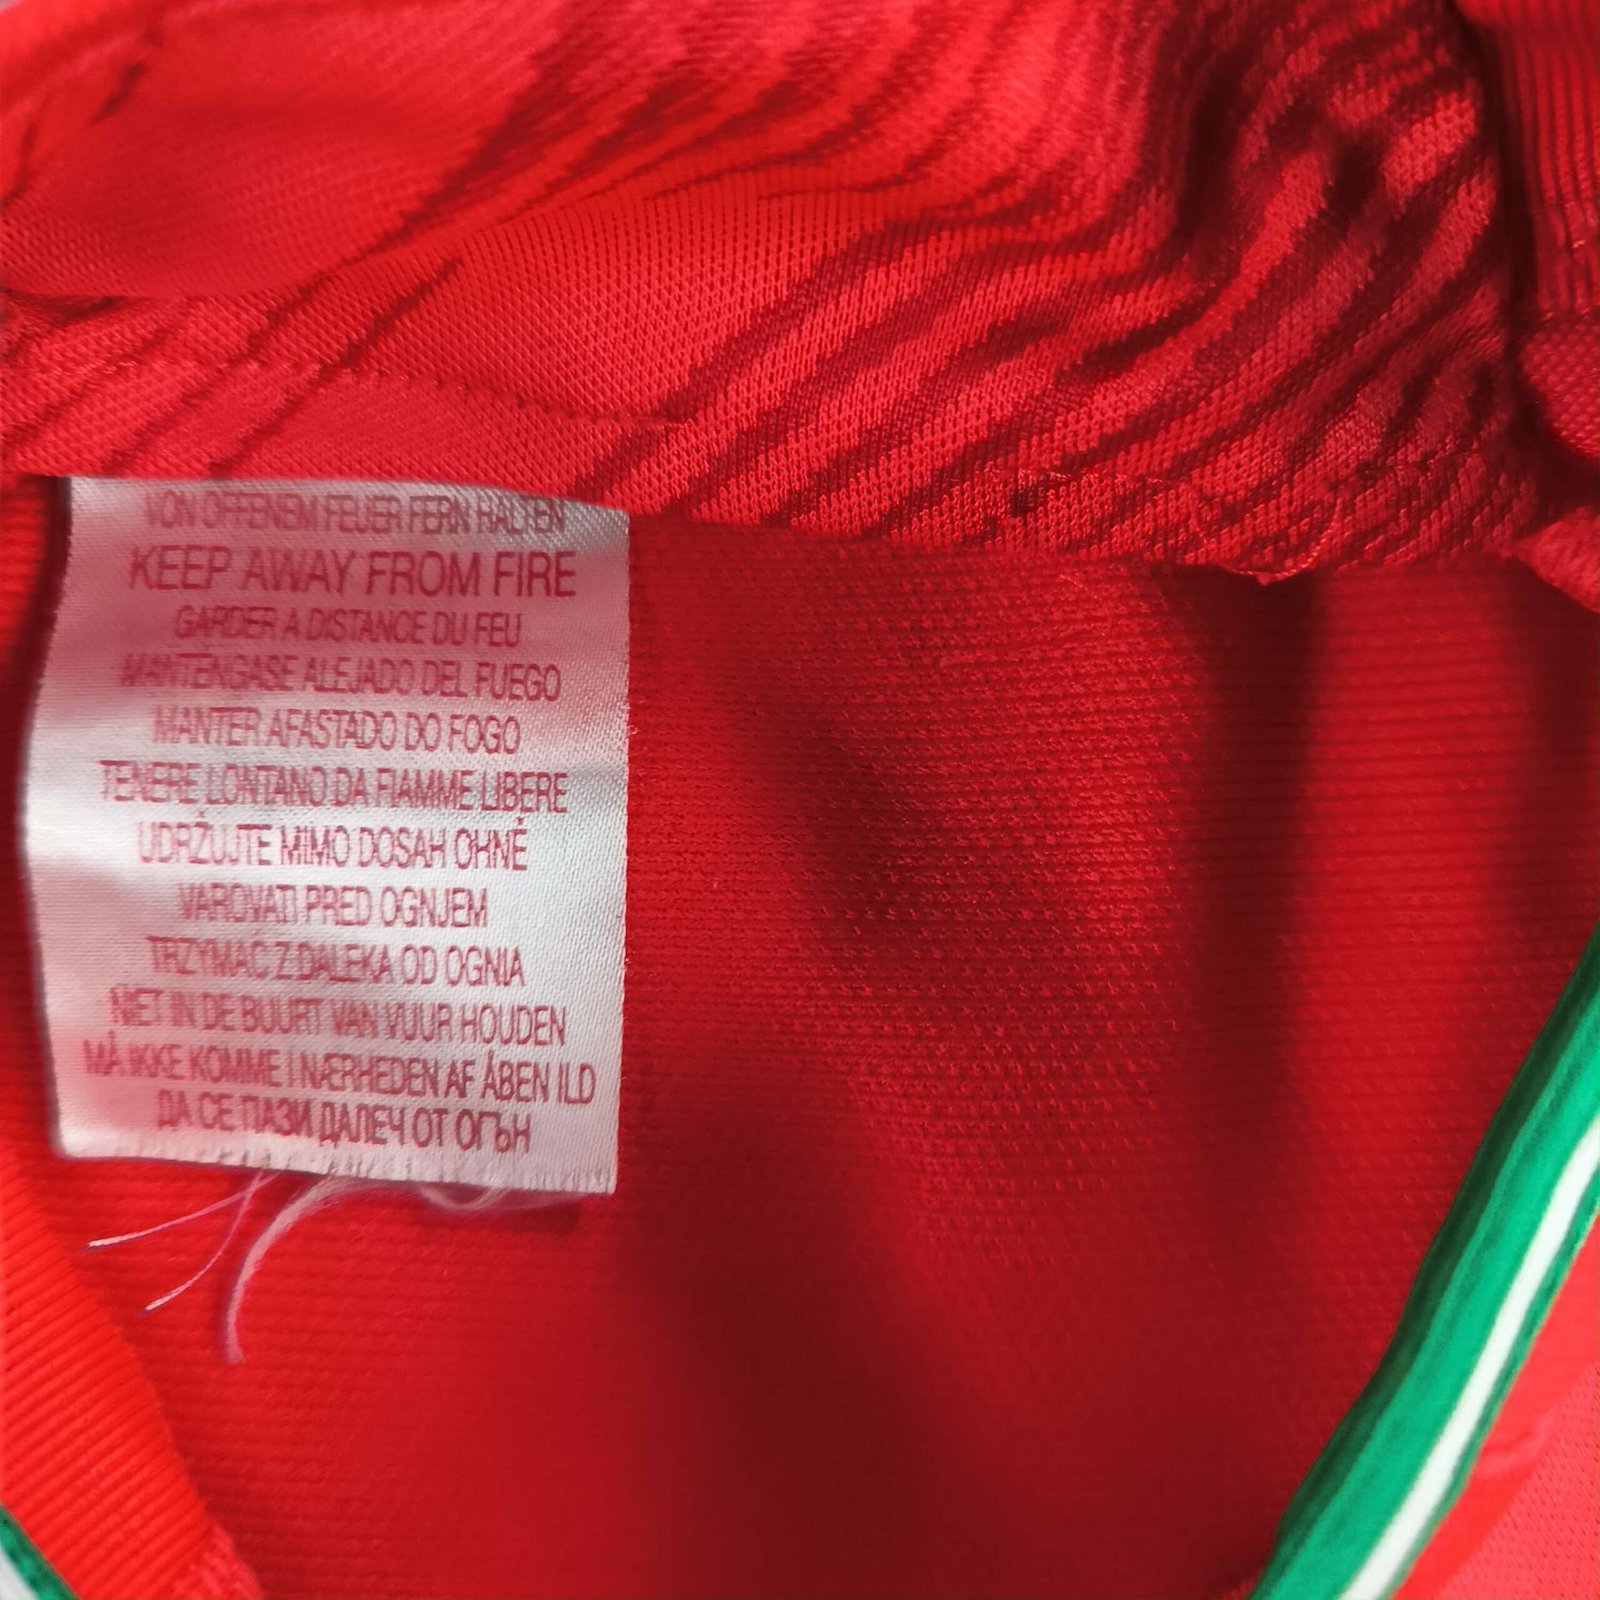 VON OFFENEM FEUER FERN HALTEN
KEEP AWAY FROM FIRE
GARDER A DISTANCE DU FEU
MANTÉNGASE ALEJADO DEL FUEGO
MANTER AFASTADO DO FOGO
TENERE LONTANO DA FIAMME LIBERE
UDRŽUJTE MIMO DOSAH OHNĚ
VAROVATI PRED OGNJEM
TRZYMAĆ Z DALEKA OD OGNIA
NIET IN DE BUURT VAN VUUR HOUDEN
MÅ IKKE KOMME I NÆRHEDEN AF ÅBEN ILD
ДА СЕ ПАЗИ ДАЛЕЧ ОТ ОГЪН